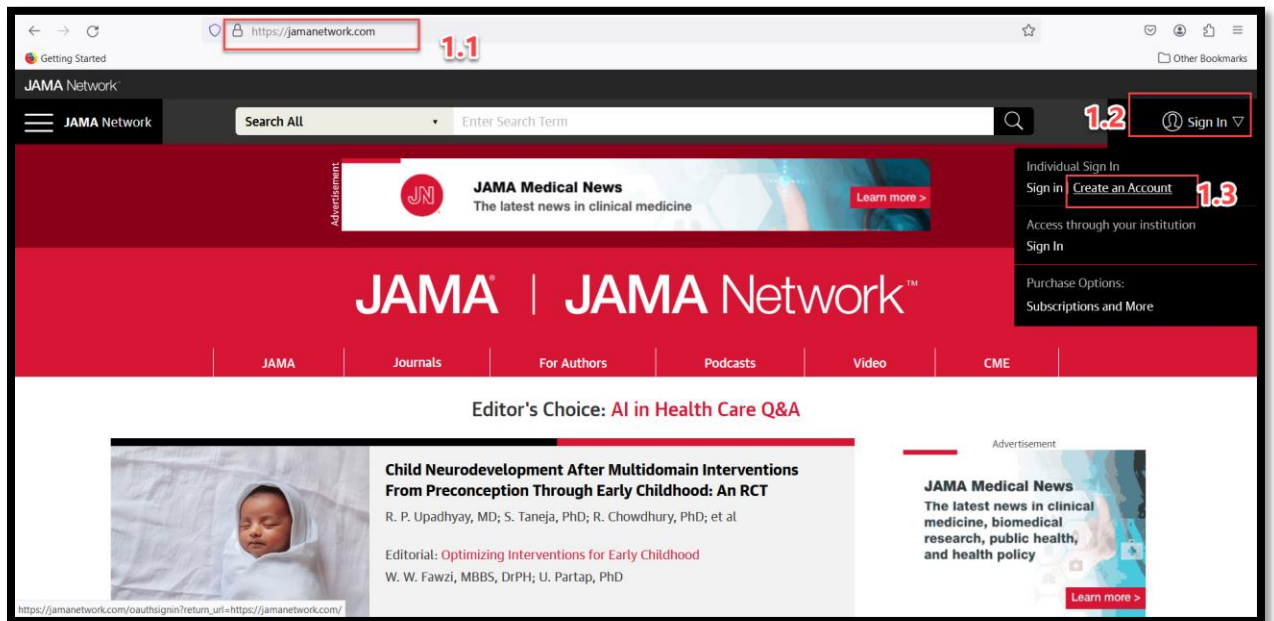 https://jamanetwork.com
1.1
Getting Started
Other Bookmarks
JAMA Network
JAMA Network
Search All
Enter Search Term
1.2
Sign In
Advertisement
JN
JAMA Medical News
The latest news in clinical medicine
Learn more >
Individual Sign In
Sign in | Create an Account
1.3
Access through your institution
Sign In
Purchase Options:
Subscriptions and More
JAMA® | JAMA Network™
JAMA
Journals
For Authors
Podcasts
Video
CME
Editor's Choice: AI in Health Care Q&A
Child Neurodevelopment After Multidomain Interventions
From Preconception Through Early Childhood: An RCT
R. P. Upadhyay, MD; S. Taneja, PhD; R. Chowdhury, PhD; et al
Editorial: Optimizing Interventions for Early Childhood
W. W. Fawzi, MBBS, DrPH; U. Partap, PhD
Advertisement
JAMA Medical News
The latest news in clinical
medicine, biomedical
research, public health,
and health policy
Learn more >
https://jamanetwork.com/oauthsignin?return_url=https://jamanetwork.com/